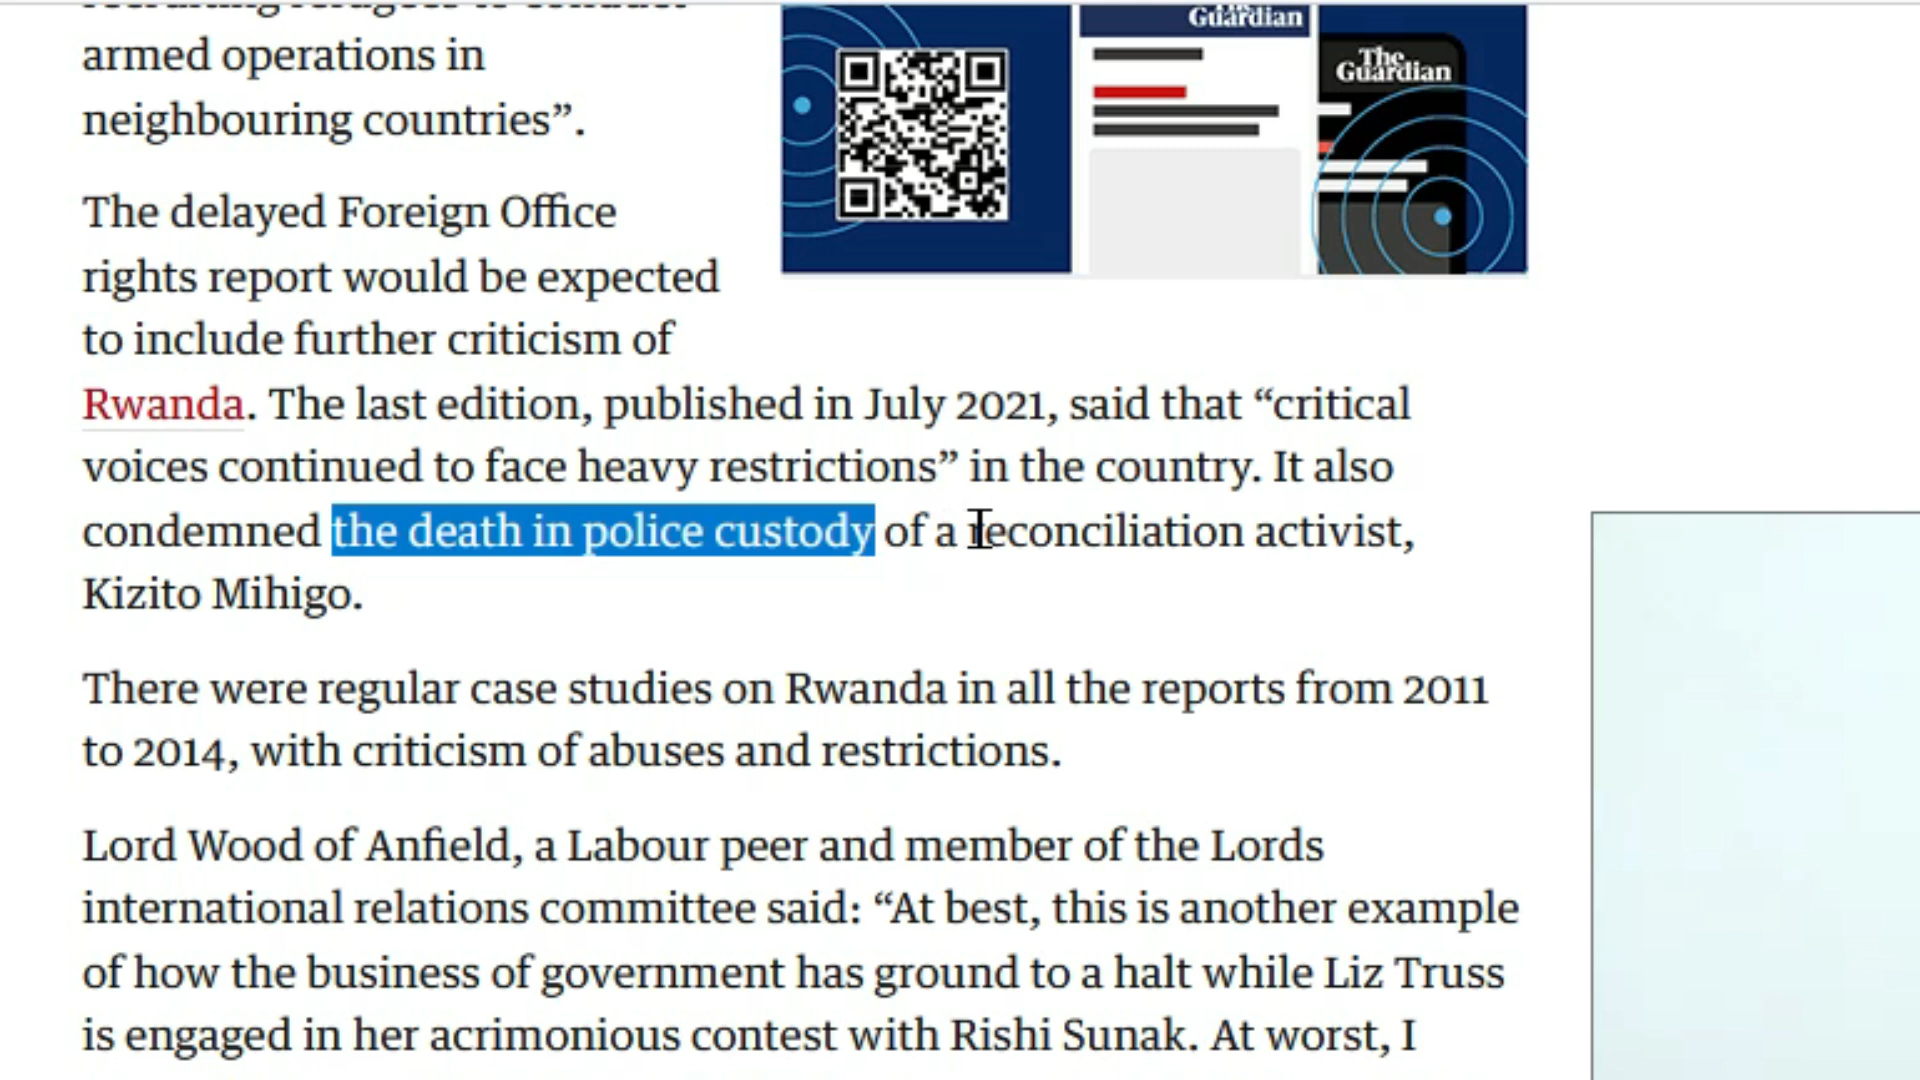 armed operations in
neighbouring countries”.
The delayed Foreign Office
rights report would be expected
to include further criticism of
Rwanda. The last edition, published in July 2021, said that “critical
voices continued to face heavy restrictions” in the country. It also
condemned the death in police custody of a reconciliation activist,
Kizito Mihigo.
There were regular case studies on Rwanda in all the reports from 2011
to 2014, with criticism of abuses and restrictions.
Lord Wood of Anfield, a Labour peer and member of the Lords
international relations committee said: “At best, this is another example
of how the business of government has ground to a halt while Liz Truss
is engaged in her acrimonious contest with Rishi Sunak. At worst, I
Guardian
The
Guardian